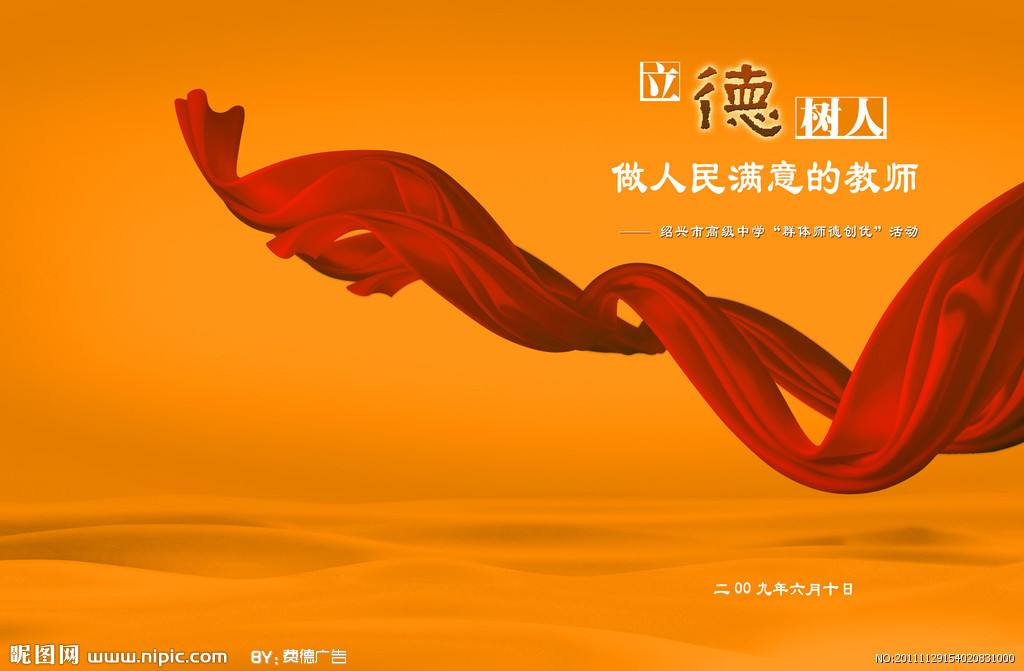 立德树人
做人民满意的教师
—— 绍兴市高级中学“群体师德创优”活动
二00九年六月十日
昵图网 www.nipic.com BY: 费德广告
NO:20111129154020831000